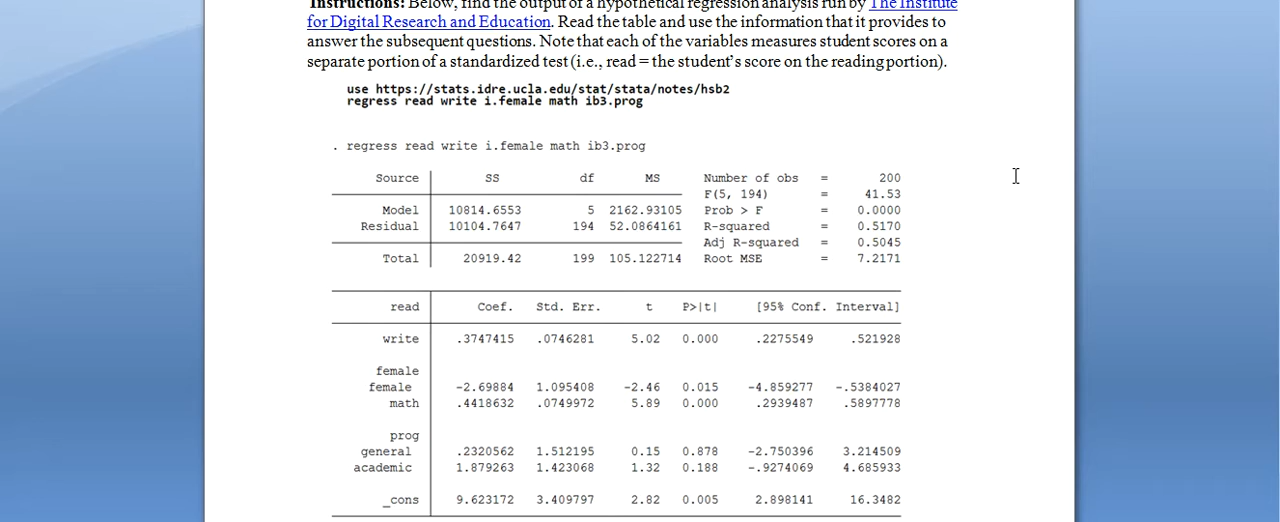 Instructions: Below, find the output of a hypothetical regression analysis run by The Institute
for Digital Research and Education. Read the table and use the information that it provides to
answer the subsequent questions. Note that each of the variables measures student scores on a
separate portion of a standardized test (i.e., read = the student's score on the reading portion).
use https://stats.idre.ucla.edu/stat/stata/notes/hsb2
regress read write i.female math ib3.prog
. regress read write i.female math ib3.prog
Source SS df MS Number of obs = 200
F(5, 194) = 41.53
Model 10814.6553 5 2162.93105 Prob > F = 0.0000
Residual 10104.7647 194 52.0864161 R-squared = 0.5170
Adj R-squared = 0.5045
Total 20919.42 199 105.122714 Root MSE = 7.2171
read Coef. Std. Err. t P>|t| [95% Conf. Interval]
write .3747415 .0746281 5.02 0.000 .2275549 .521928
female
female -2.69884 1.095408 -2.46 0.015 -4.859277 -.5384027
math .4418632 .0749972 5.89 0.000 .2939487 .5897778
prog
general .2320562 1.512195 0.15 0.878 -2.750396 3.214509
academic 1.879263 1.423068 1.32 0.188 -.9274069 4.685933
_cons 9.623172 3.409797 2.82 0.005 2.898141 16.3482